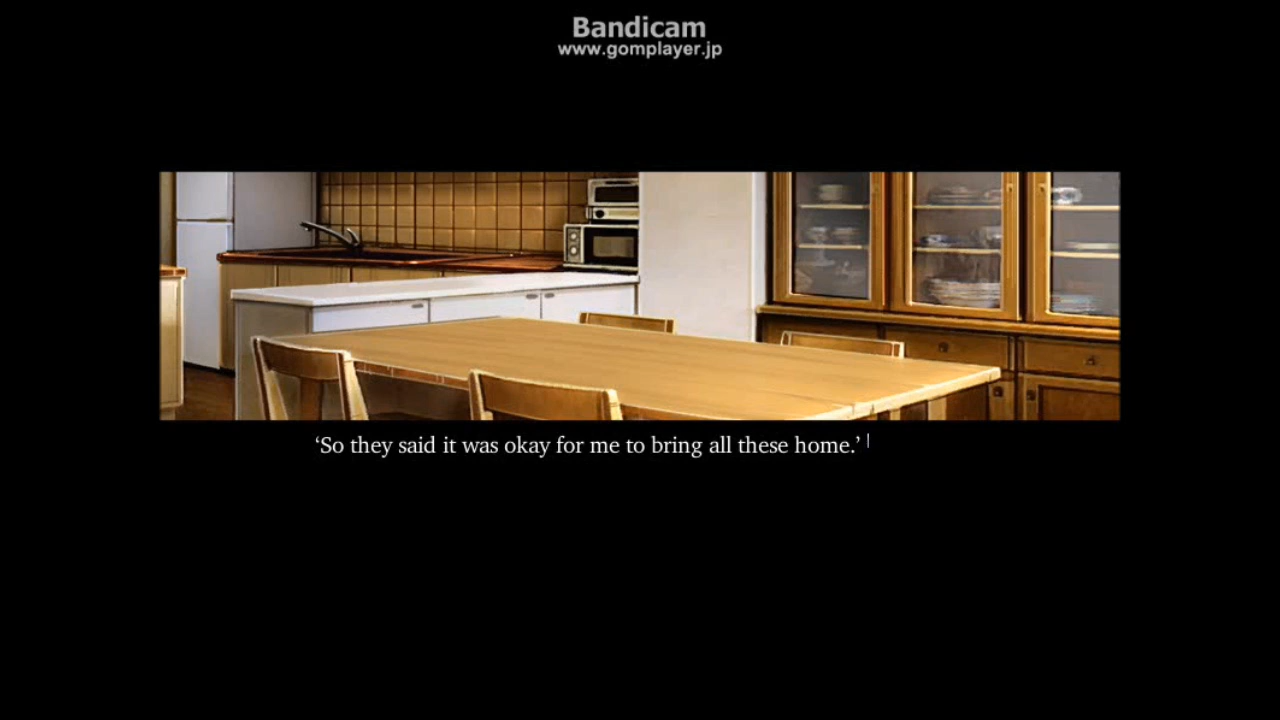 Bandicam
www.gomplayer.jp
‘So they said it was okay for me to bring all these home.’